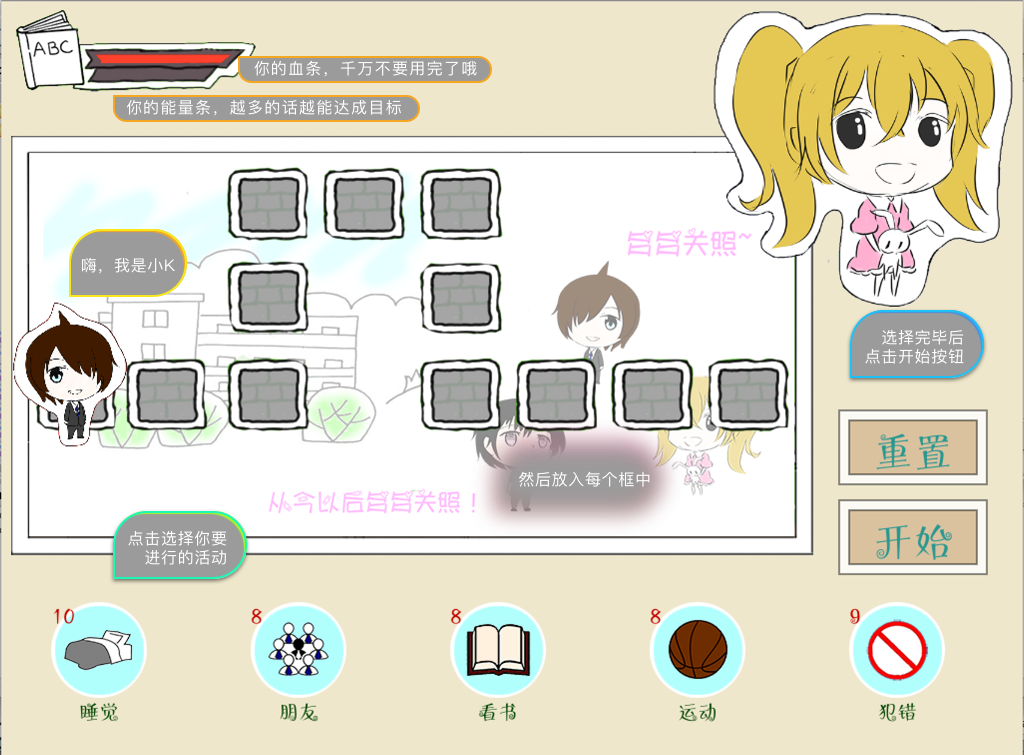 ABC
你的血条，千万不要用完了哦
你的能量条，越多的话越能达成目标
嗨，我是小K
多多关照~
选择完毕后
点击开始按钮
重置
然后放入每个框中
从今以后多多关照！
开始
点击选择你要
进行的活动
10
8
8
8
9
睡觉
朋友
看书
运动
犯错